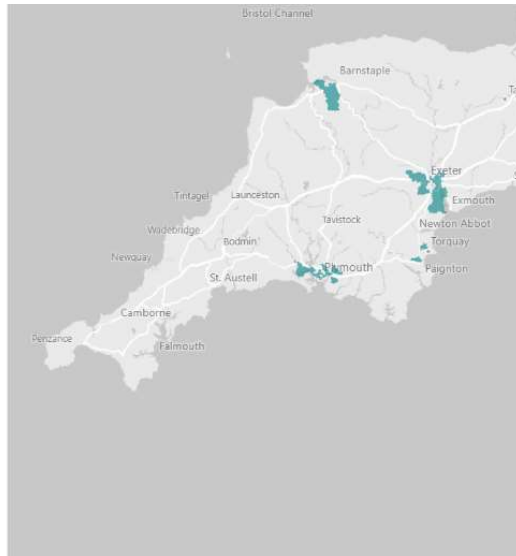 Bristol Channel
Barnstaple
Exeter
Tintagel
Launceston
Exmouth
Tavistock
Newton Abbot
Wadebridge
Bodmin
Torquay
Newquay
Plymouth
Paignton
St. Austell
Camborne
Penzance
Falmouth